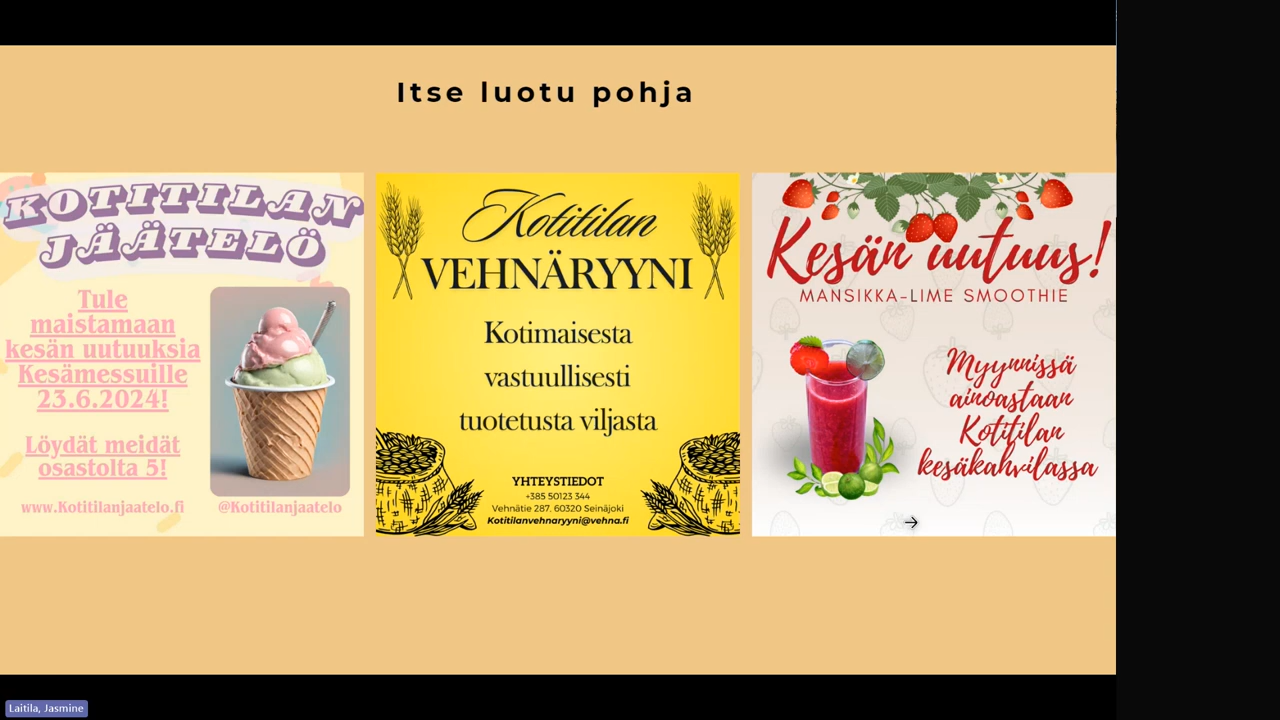 Itse luotu pohja
KOTITILAN
JÄÄTELÖ
Tule
maistamaan
kesän uutuuksia
Kesämessuille
23.6.2024!
Löydät meidät
osastolta 5!
www.Kotitilanjaatelo.fi
@Kotitilanjaatelo
Kotitilan
VEHNÄRYYNI
Kotimaisesta
vastuullisesti
tuotetusta viljasta
YHTEYSTIEDOT
+385 50123 344
Vehnätie 287. 60320 Seinäjoki
Kotitilanvehnaryyni@vehna.fi
Kesän uutuus!
MANSIKKA-LIME SMOOTHIE
Myynnissä
ainoastaan
Kotitilan
kesäkahvilassa
Laitila, Jasmine